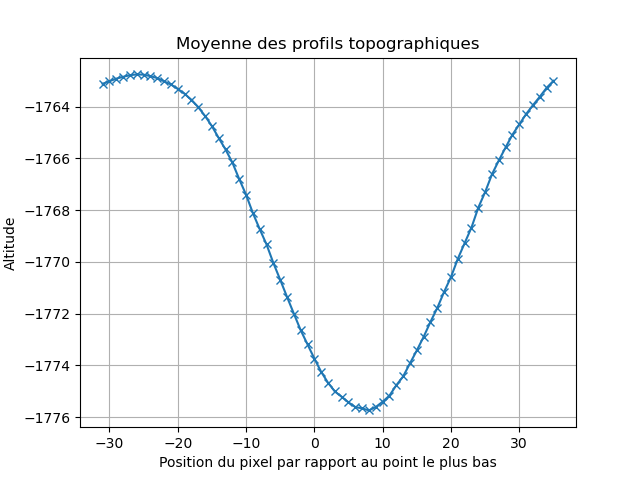 Moyenne des profils topographiques
Altitude
−1764
−1766
−1768
−1770
−1772
−1774
−1776
−30 −20 −10 0 10 20 30
Position du pixel par rapport au point le plus bas